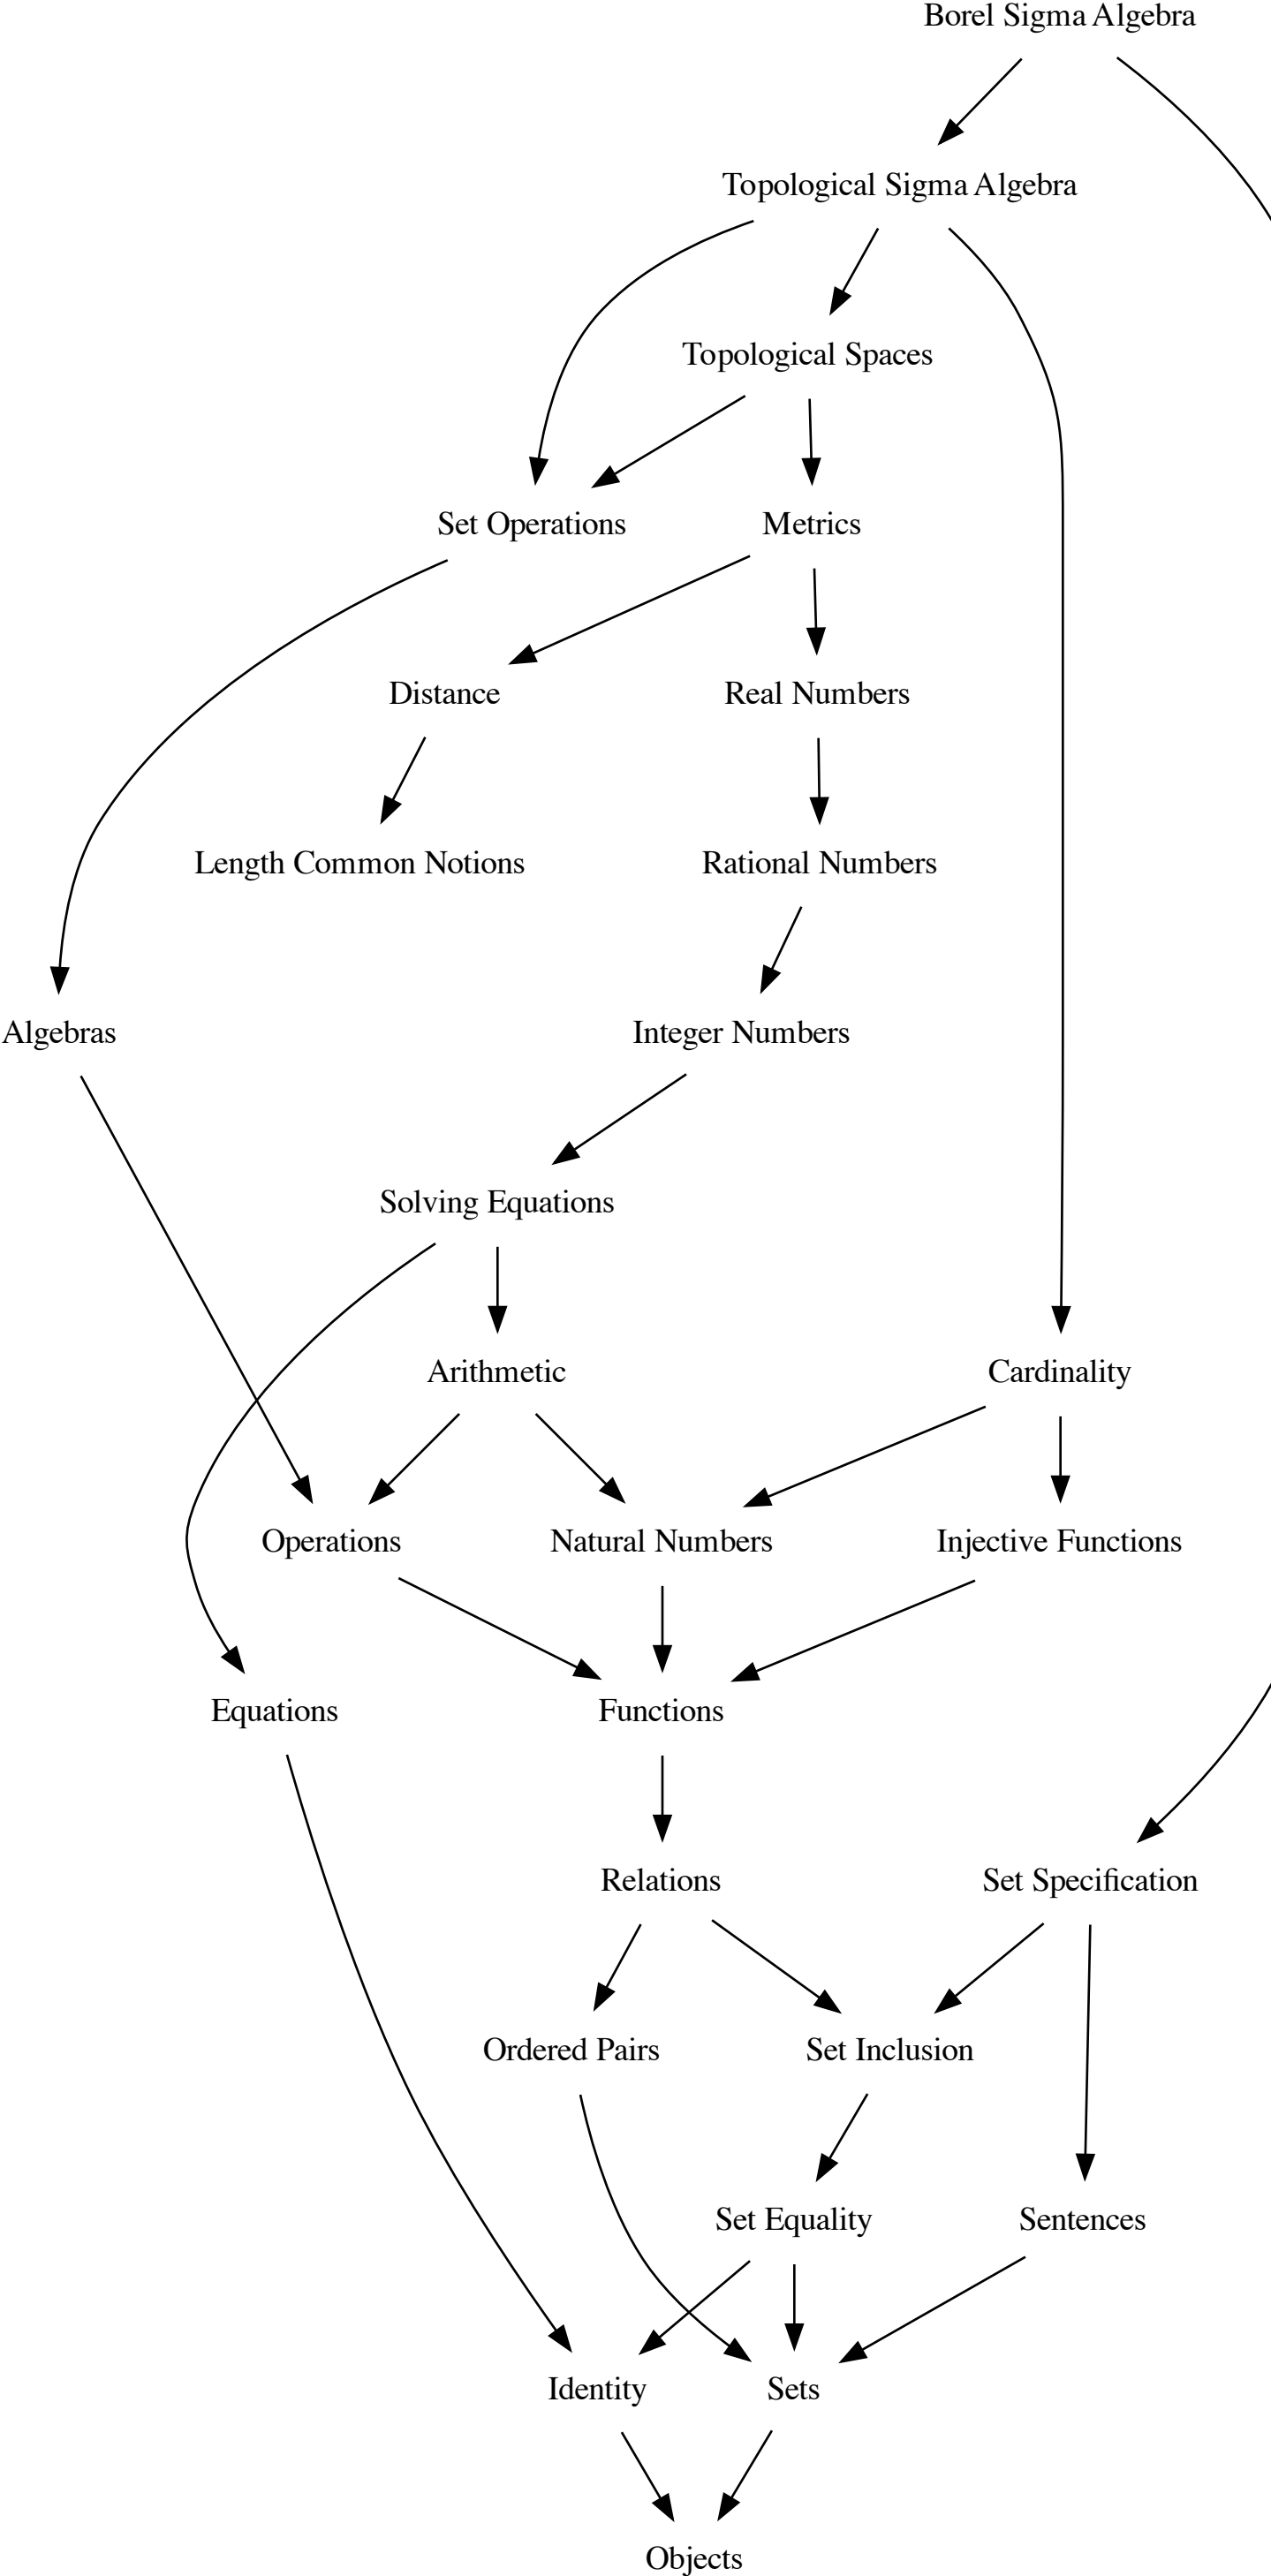 Borel Sigma Algebra
Topological Sigma Algebra
Topological Spaces
Set Operations
Metrics
Distance
Real Numbers
Length Common Notions
Rational Numbers
Algebras
Integer Numbers
Solving Equations
Arithmetic
Cardinality
Operations
Natural Numbers
Injective Functions
Equations
Functions
Relations
Set Specification
Ordered Pairs
Set Inclusion
Set Equality
Sentences
Identity
Sets
Objects